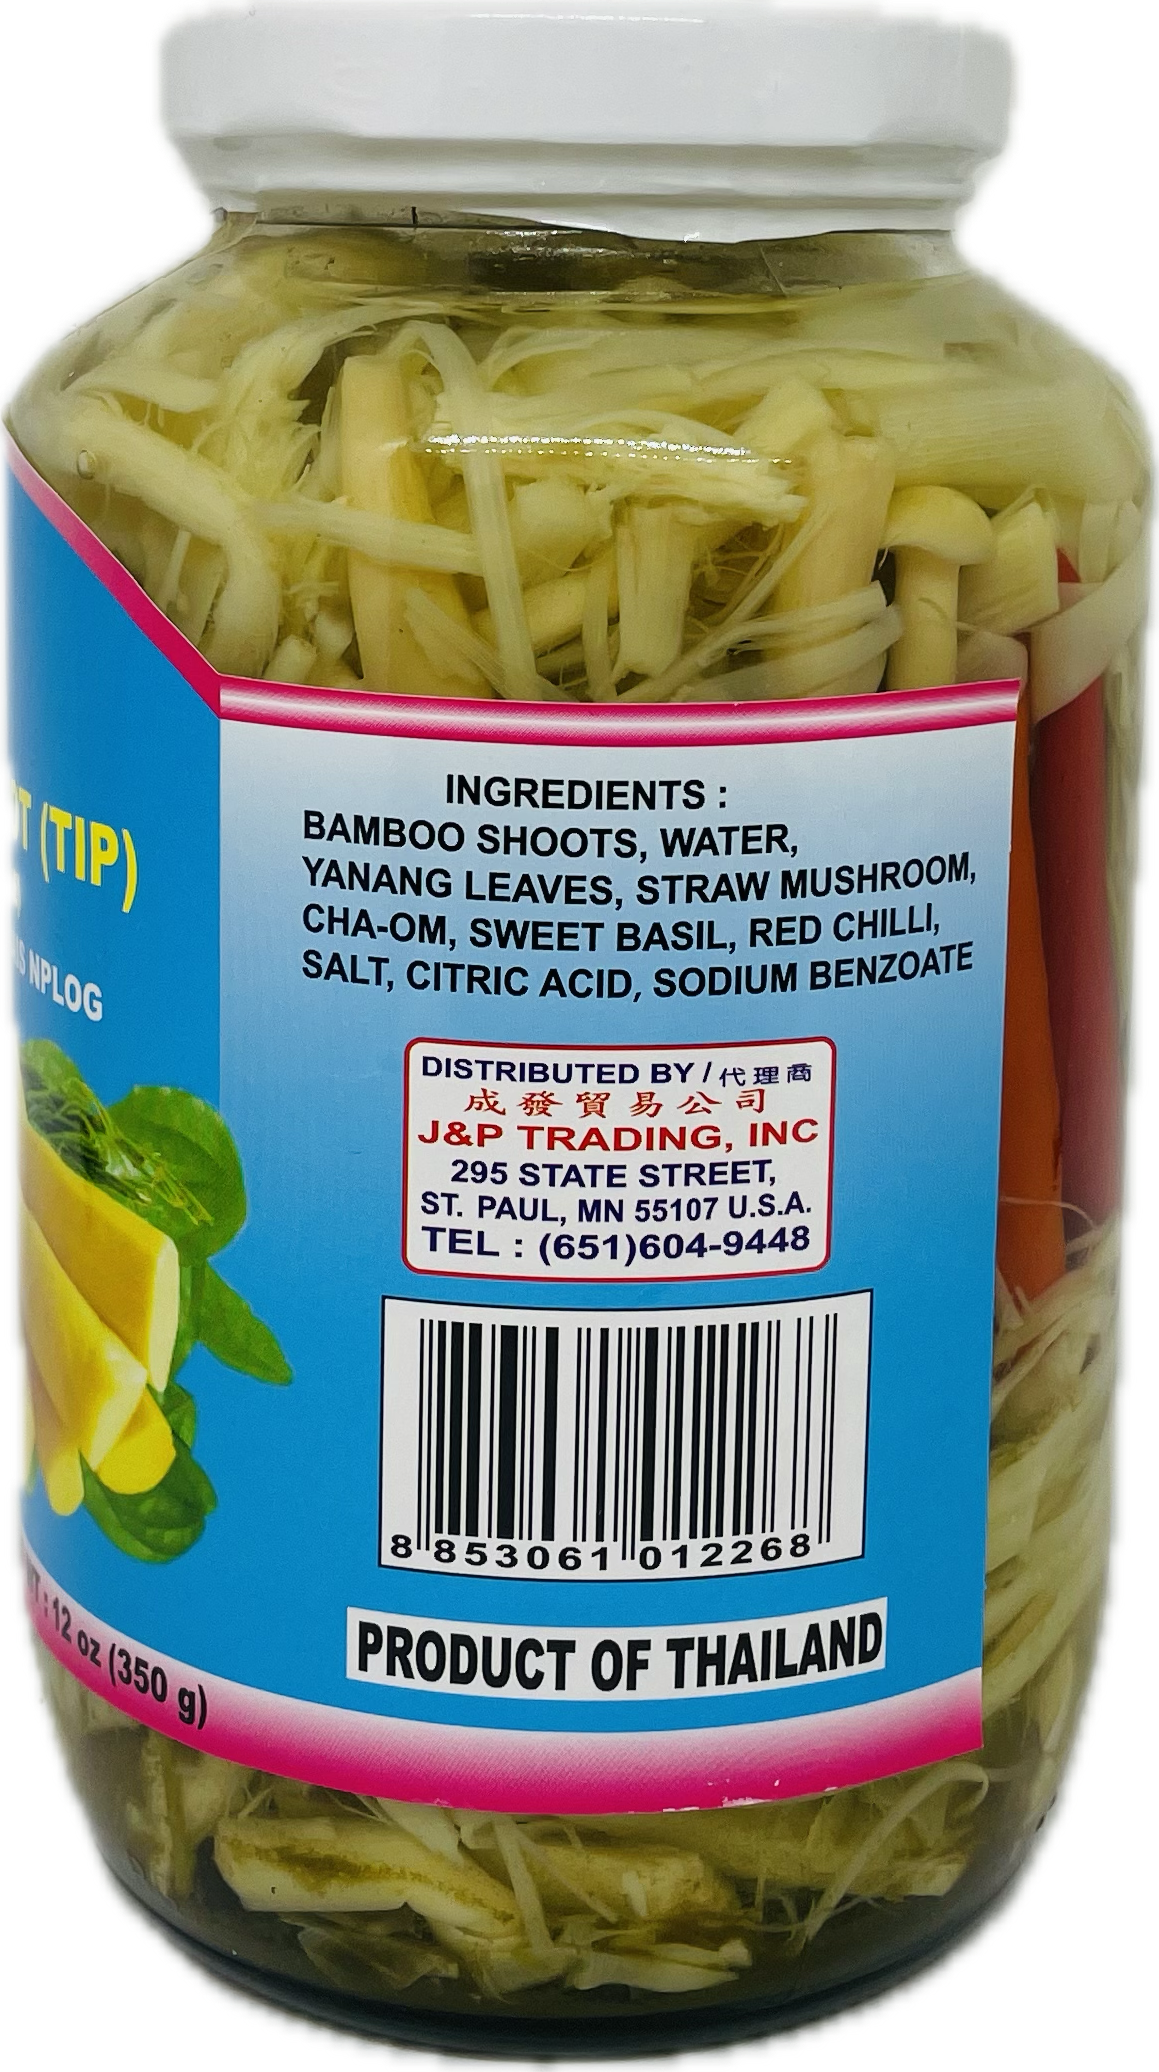 (TIP)
NPLOG
12 oz (350 g)
INGREDIENTS :
BAMBOO SHOOTS, WATER,
YANANG LEAVES, STRAW MUSHROOM,
CHA-OM, SWEET BASIL, RED CHILLI,
SALT, CITRIC ACID, SODIUM BENZOATE
DISTRIBUTED BY / 代理商
成發貿易公司
J&P TRADING, INC
295 STATE STREET,
ST. PAUL, MN 55107 U.S.A.
TEL : (651)604-9448
8 853061 012268
PRODUCT OF THAILAND